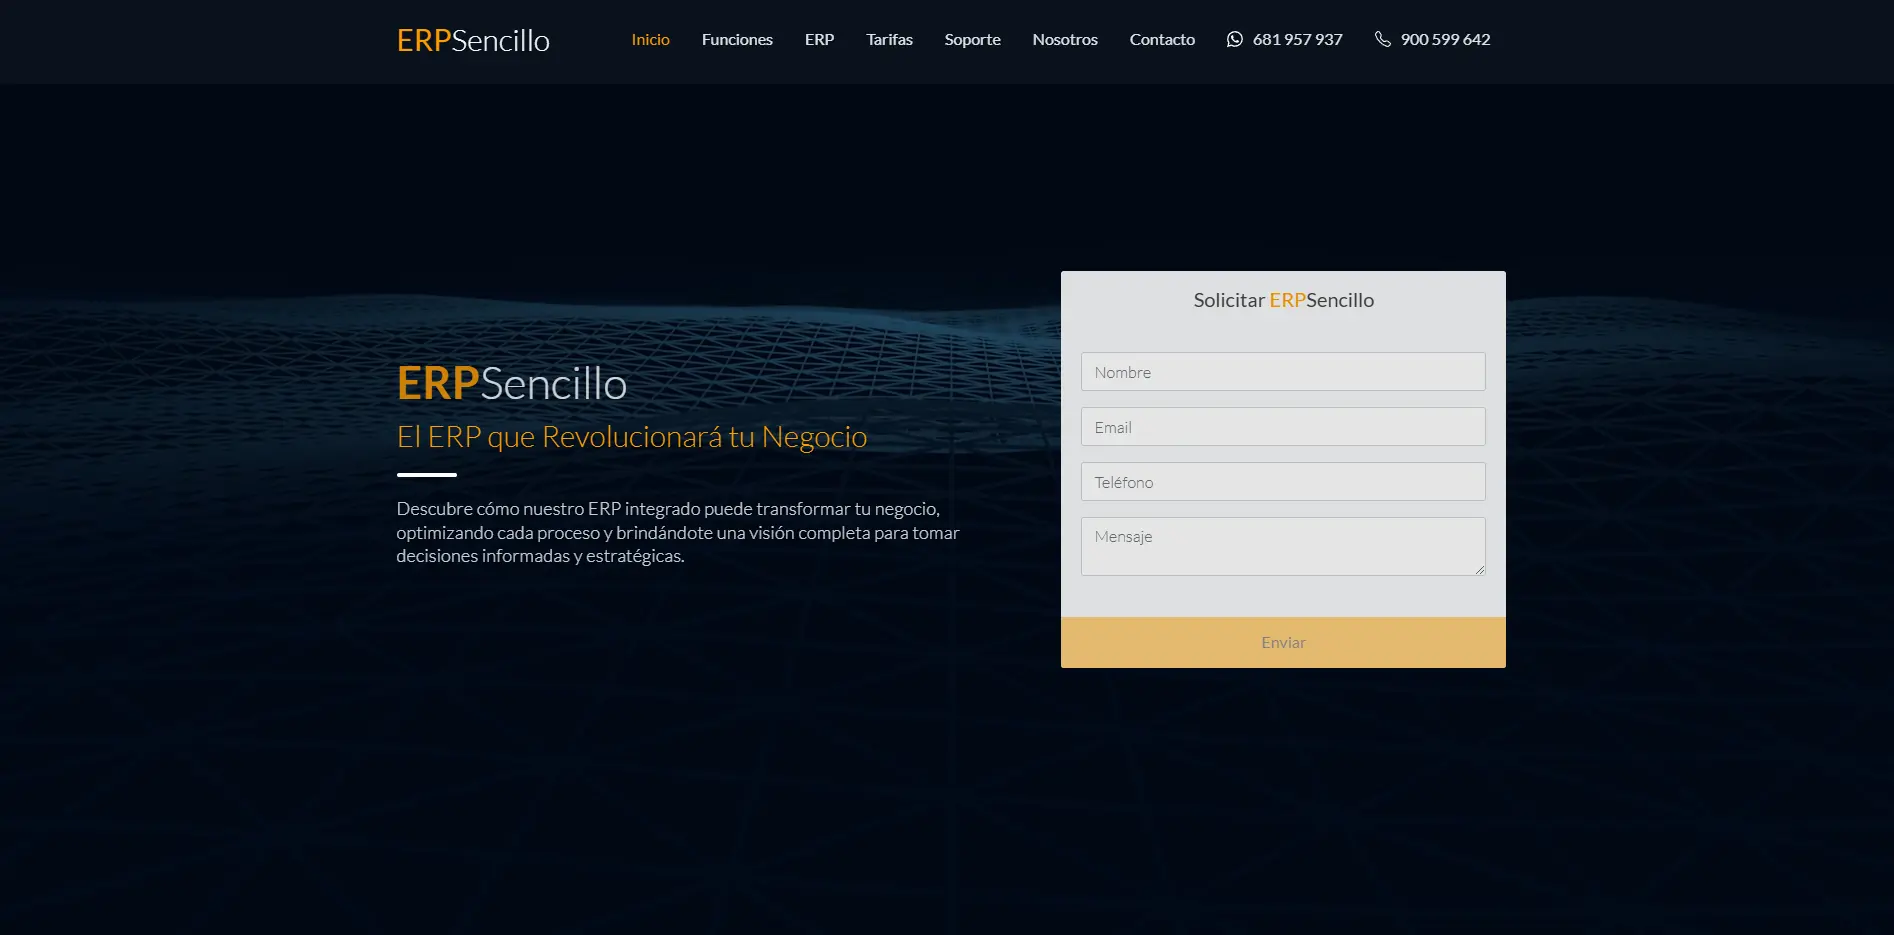 ERPSencillo
Inicio
Funciones
ERP
Tarifas
Soporte
Nosotros
Contacto
681 957 937
900 599 642
ERPSencillo
El ERP que Revolucionará tu Negocio
Descubre cómo nuestro ERP integrado puede transformar tu negocio,
optimizando cada proceso y brindándote una visión completa para tomar
decisiones informadas y estratégicas.
Solicitar ERPSencillo
Nombre
Email
Teléfono
Mensaje
Enviar